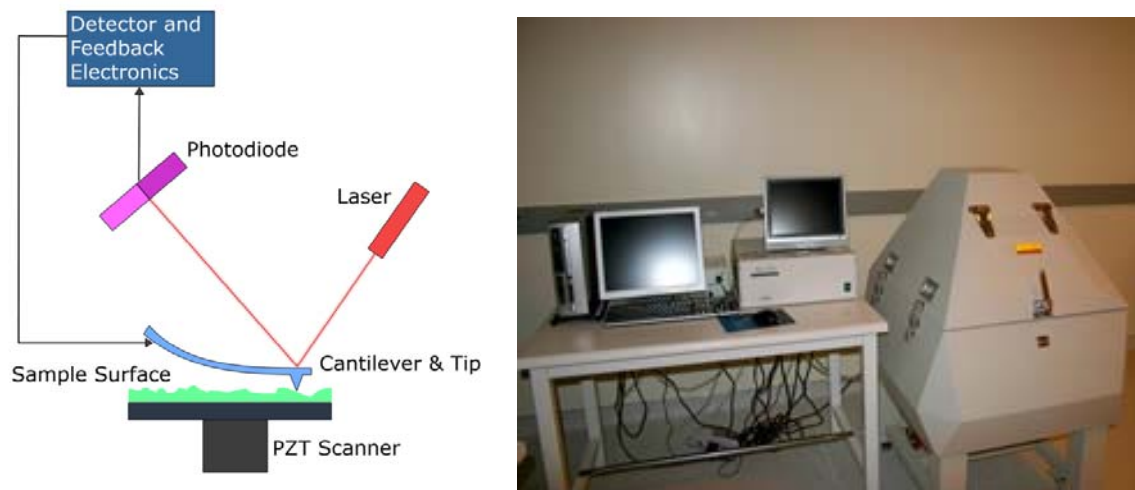 Detector and
Feedback
Electronics
Photodiode
Laser
Cantilever & Tip
Sample Surface
PZT Scanner